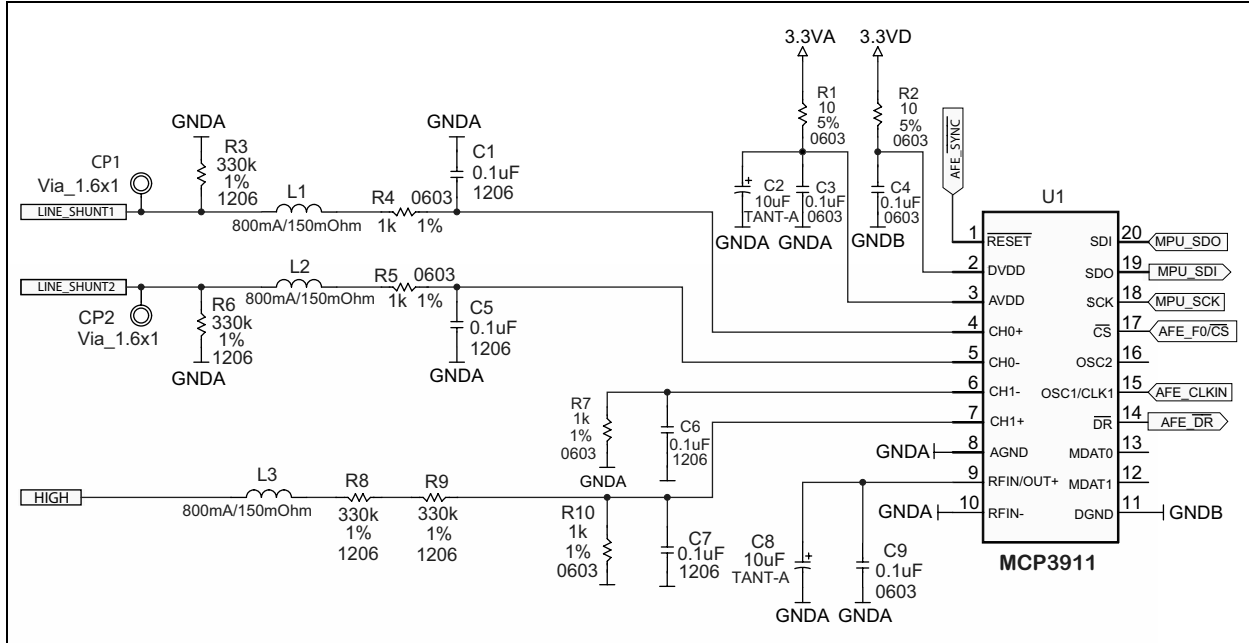 3.3VA
3.3VD
R1
10
5%
0603
R2
10
5%
0603
AFE_SYNC
GNDA
R3
330k
1%
1206
CP1
Via_1.6x1
LINE_SHUNT1
L1
800mA/150mOhm
R4
0603
1k
1%
GNDA
C1
0.1uF
1206
C2
10uF
TANT-A
GNDA
C3
0.1uF
0603
GNDA
C4
0.1uF
0603
GNDB
LINE_SHUNT2
CP2
Via_1.6x1
R6
330k
1%
1206
GNDA
L2
800mA/150mOhm
R5
0603
1k
1%
C5
0.1uF
1206
GNDA
R7
1k
1%
0603
GNDA
C6
0.1uF
1206
HIGH
L3
800mA/150mOhm
R8
330k
1%
1206
R9
330k
1%
1206
R10
1k
1%
0603
C7
0.1uF
1206
C8
10uF
TANT-A
GNDA
C9
0.1uF
0603
GNDA
U1
1 RESET
2 DVDD
3 AVDD
4 CH0+
5 CH0-
6 CH1-
7 CH1+
GNDA 8 AGND
9 RFIN/OUT+
GNDA 10 RFIN-
SDI 20 MPU_SDO
SDO 19 MPU_SDI
SCK 18 MPU_SCK
CS 17 AFE_F0/CS
OSC2 16
OSC1/CLK1 15 AFE_CLKIN
DR 14 AFE_DR
MDAT0 13
MDAT1 12
DGND 11 GNDB
MCP3911